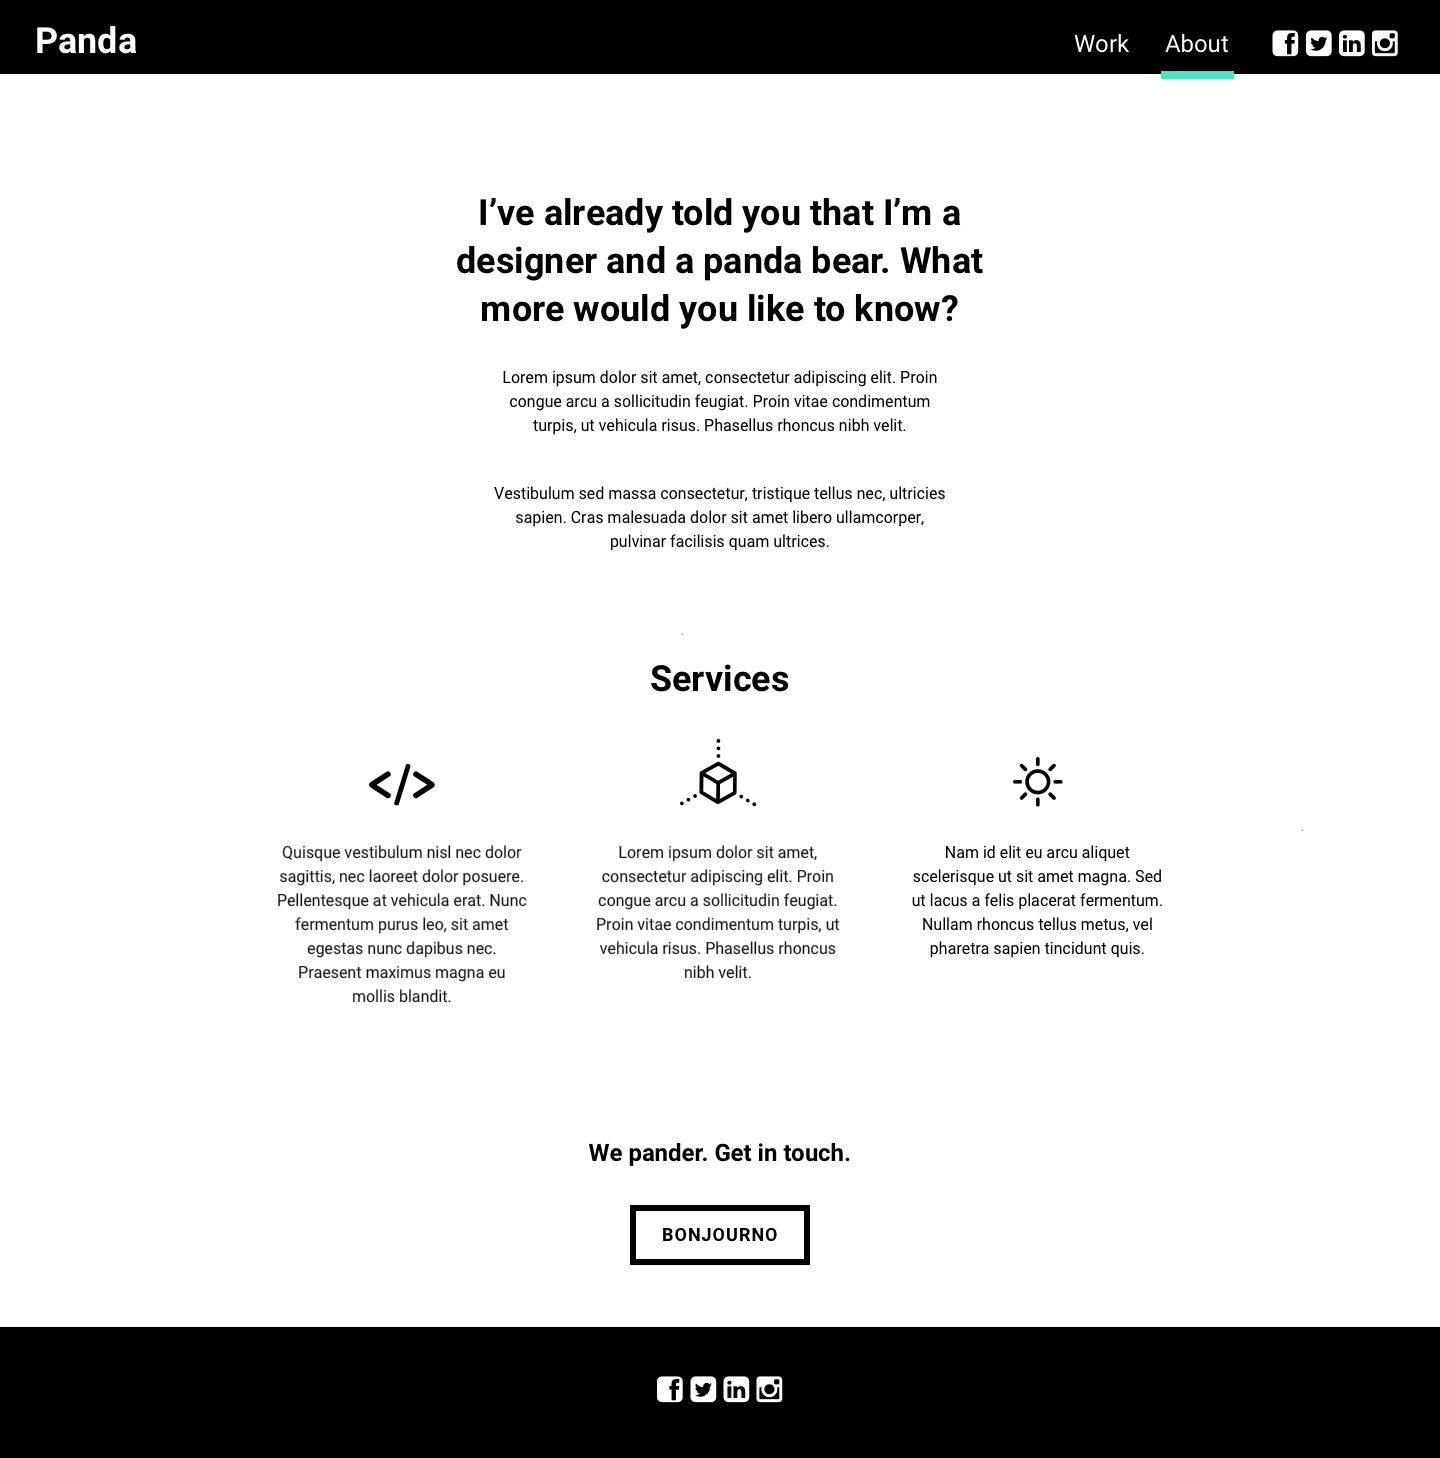 Panda
Work
About
I’ve already told you that I’m a
designer and a panda bear. What
more would you like to know?
Lorem ipsum dolor sit amet, consectetur adipiscing elit. Proin
congue arcu a sollicitudin feugiat. Proin vitae condimentum
turpis, ut vehicula risus. Phasellus rhoncus nibh velit.
Vestibulum sed massa consectetur, tristique tellus nec, ultricies
sapien. Cras malesuada dolor sit amet libero ullamcorper,
pulvinar facilisis quam ultrices.
Services
Quisque vestibulum nisl nec dolor
sagittis, nec laoreet dolor posuere.
Pellentesque at vehicula erat. Nunc
fermentum purus leo, sit amet
egestas nunc dapibus nec.
Praesent maximus magna eu
mollis blandit.
Lorem ipsum dolor sit amet,
consectetur adipiscing elit. Proin
congue arcu a sollicitudin feugiat.
Proin vitae condimentum turpis, ut
vehicula risus. Phasellus rhoncus
nibh velit.
Nam id elit eu arcu aliquet
scelerisque ut sit amet magna. Sed
ut lacus a felis placerat fermentum.
Nullam rhoncus tellus metus, vel
pharetra sapien tincidunt quis.
We pander. Get in touch.
BONJOURNO